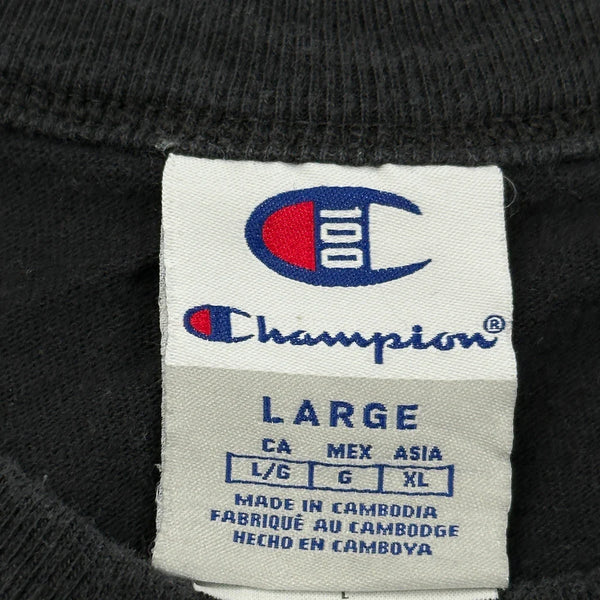 100
Champion®
LARGE
CA MEX ASIA
L/G G XL
MADE IN CAMBODIA
FABRIQUÉ AU CAMBODGE
HECHO EN CAMBOYA
L